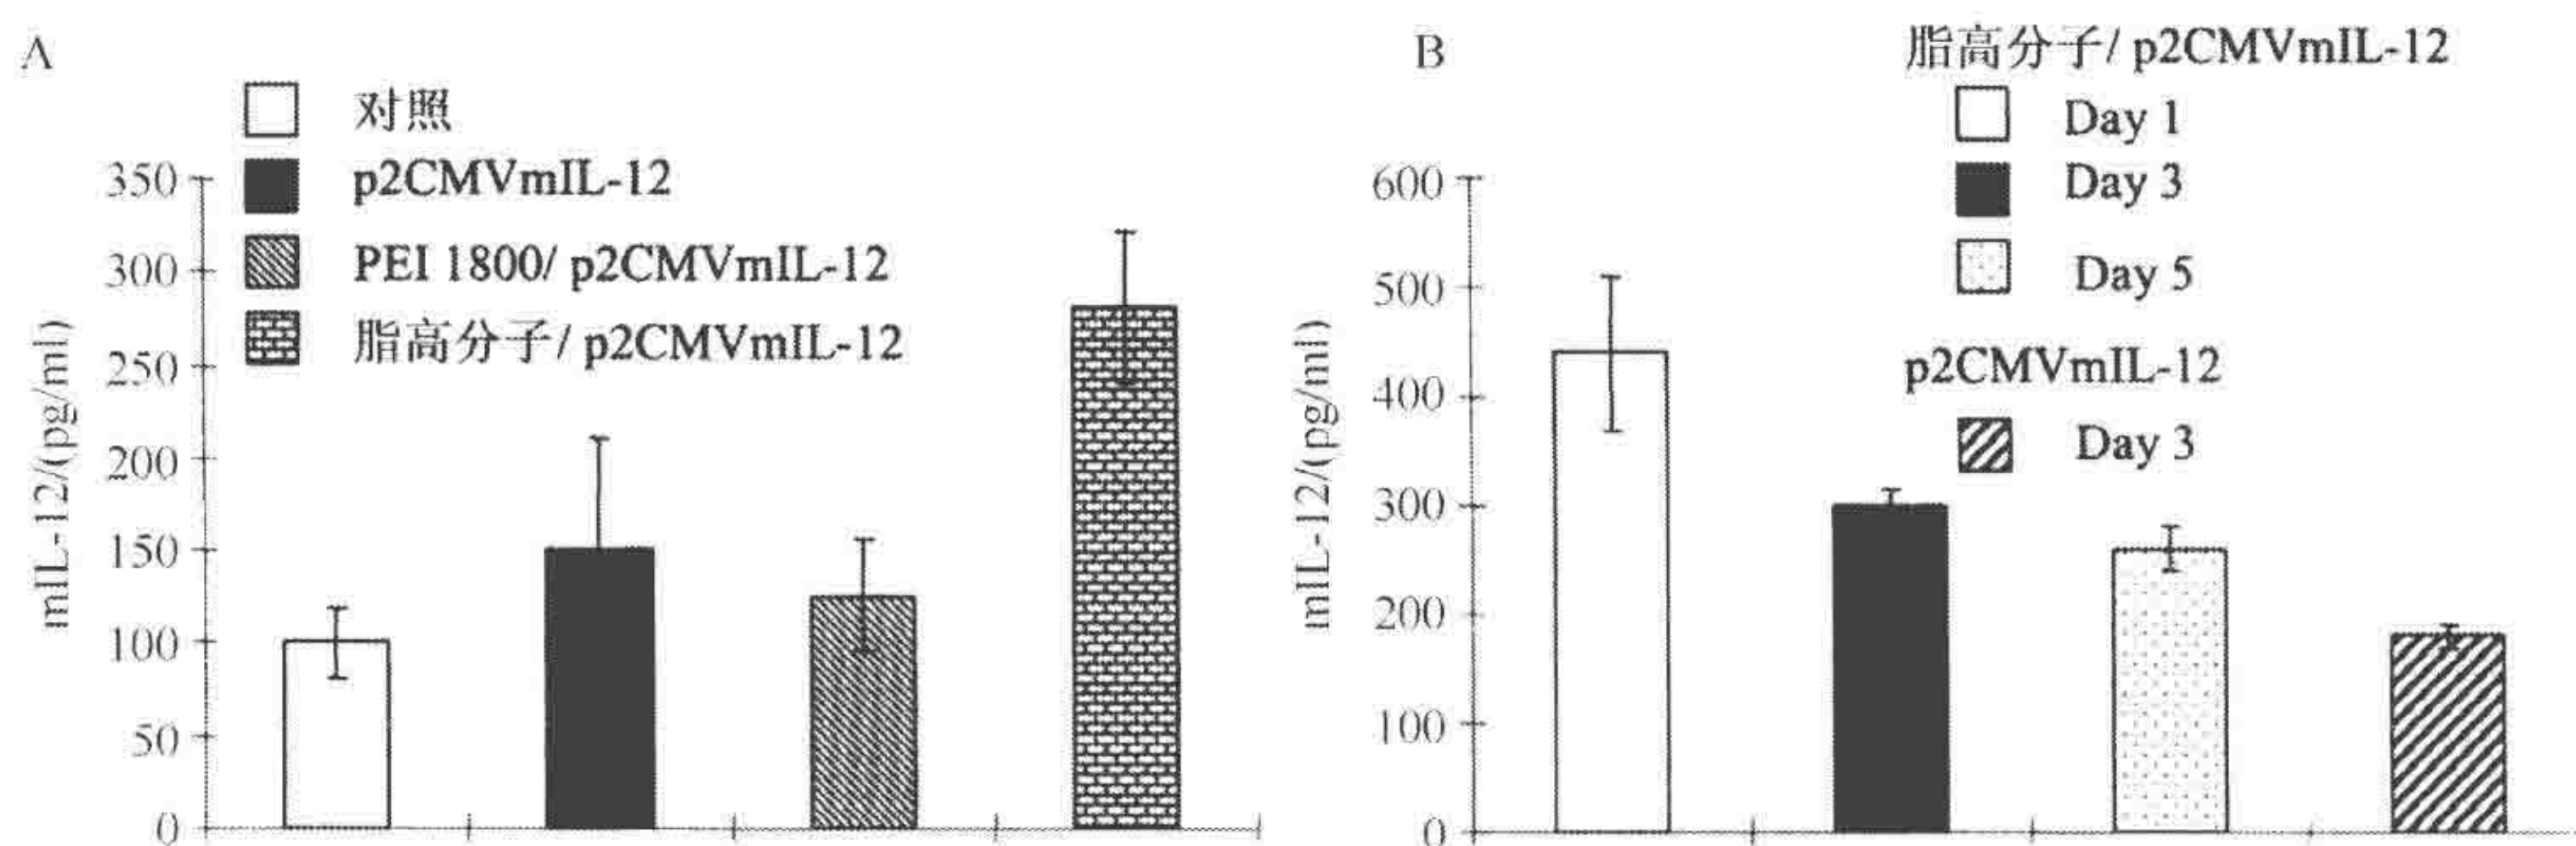 A
对照
p2CMVmIL-12
PEI 1800/ p2CMVmIL-12
脂高分子/ p2CMVmIL-12
350
300
250
200
150
100
50
0
mIL-12/(pg/ml)
B
脂高分子/ p2CMVmIL-12
Day 1
Day 3
Day 5
p2CMVmIL-12
Day 3
600
500
400
300
200
100
0
mIL-12/(pg/ml)